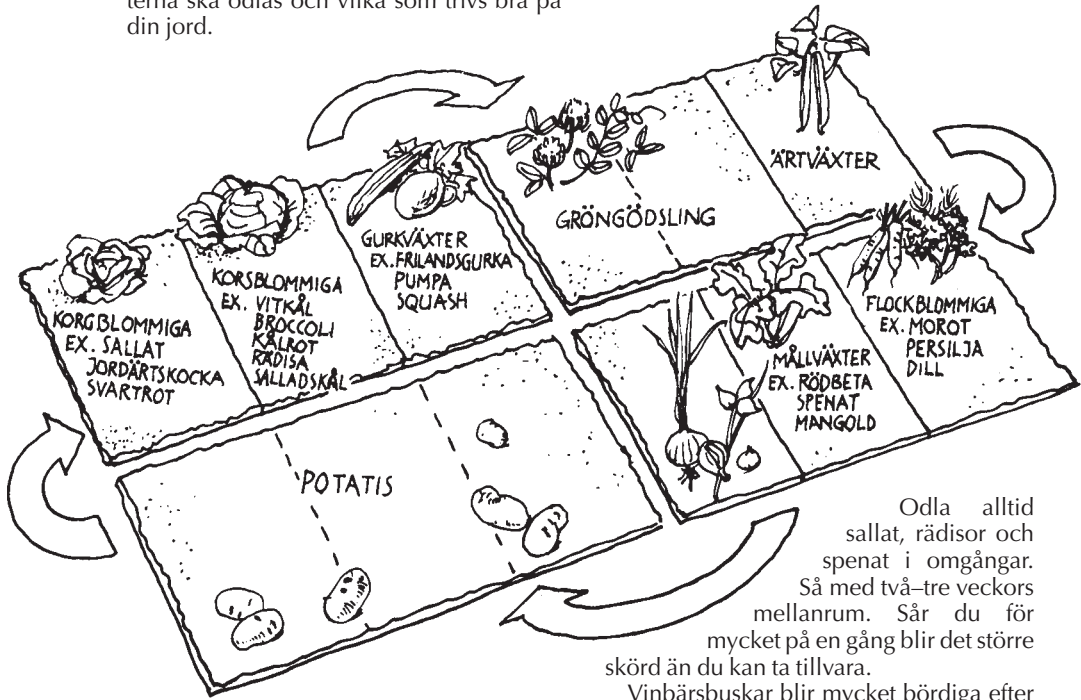 terna ska odlas och vilka som trivs bra på
din jord.
ÄRTVÄXTER
GRÖNGÖDSLING
GURKVÄXTER
EX. FRILANDSGURKA
PUMPA
SQUASH
KORSBLOMMIGA
EX. VITKÅL
BROCCOLI
KÅLROT
RÄDISA
SALLADSKÅL
KORGBLOMMIGA
EX. SALLAT
JORDÄRTSKOCKA
SVARTROT
FLOCKBLOMMIGA
EX. MOROT
PERSILJA
DILL
MÅLLVÄXTER
EX. RÖDBETA
SPENAT
MANGOLD
POTATIS
Odla alltid
sallat, rädisor och
spenat i omgångar.
Så med två–tre veckors
mellanrum. Sår du för
mycket på en gång blir det större
skörd än du kan ta tillvara.
Vinbärsbuskar blir mycket bördiga efter